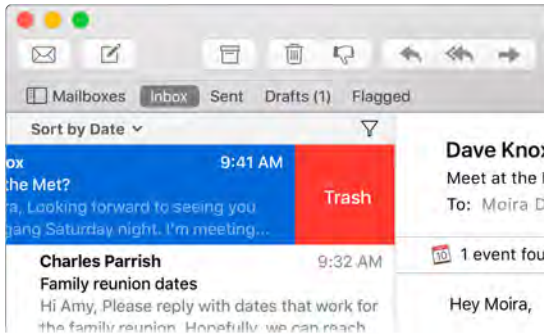 Mailboxes Inbox Sent Drafts (1) Flagged
Sort by Date
ox 9:41 AM
the Met?
ra, Looking forward to seeing you
gang Saturday night. I'm meeting...
Trash
Charles Parrish 9:32 AM
Family reunion dates
Hi Amy, Please reply with dates that work for
the family reunion. Hopefully, we can reach
Dave Knox
Meet at the
To: Moira D
10 1 event fou
Hey Moira,